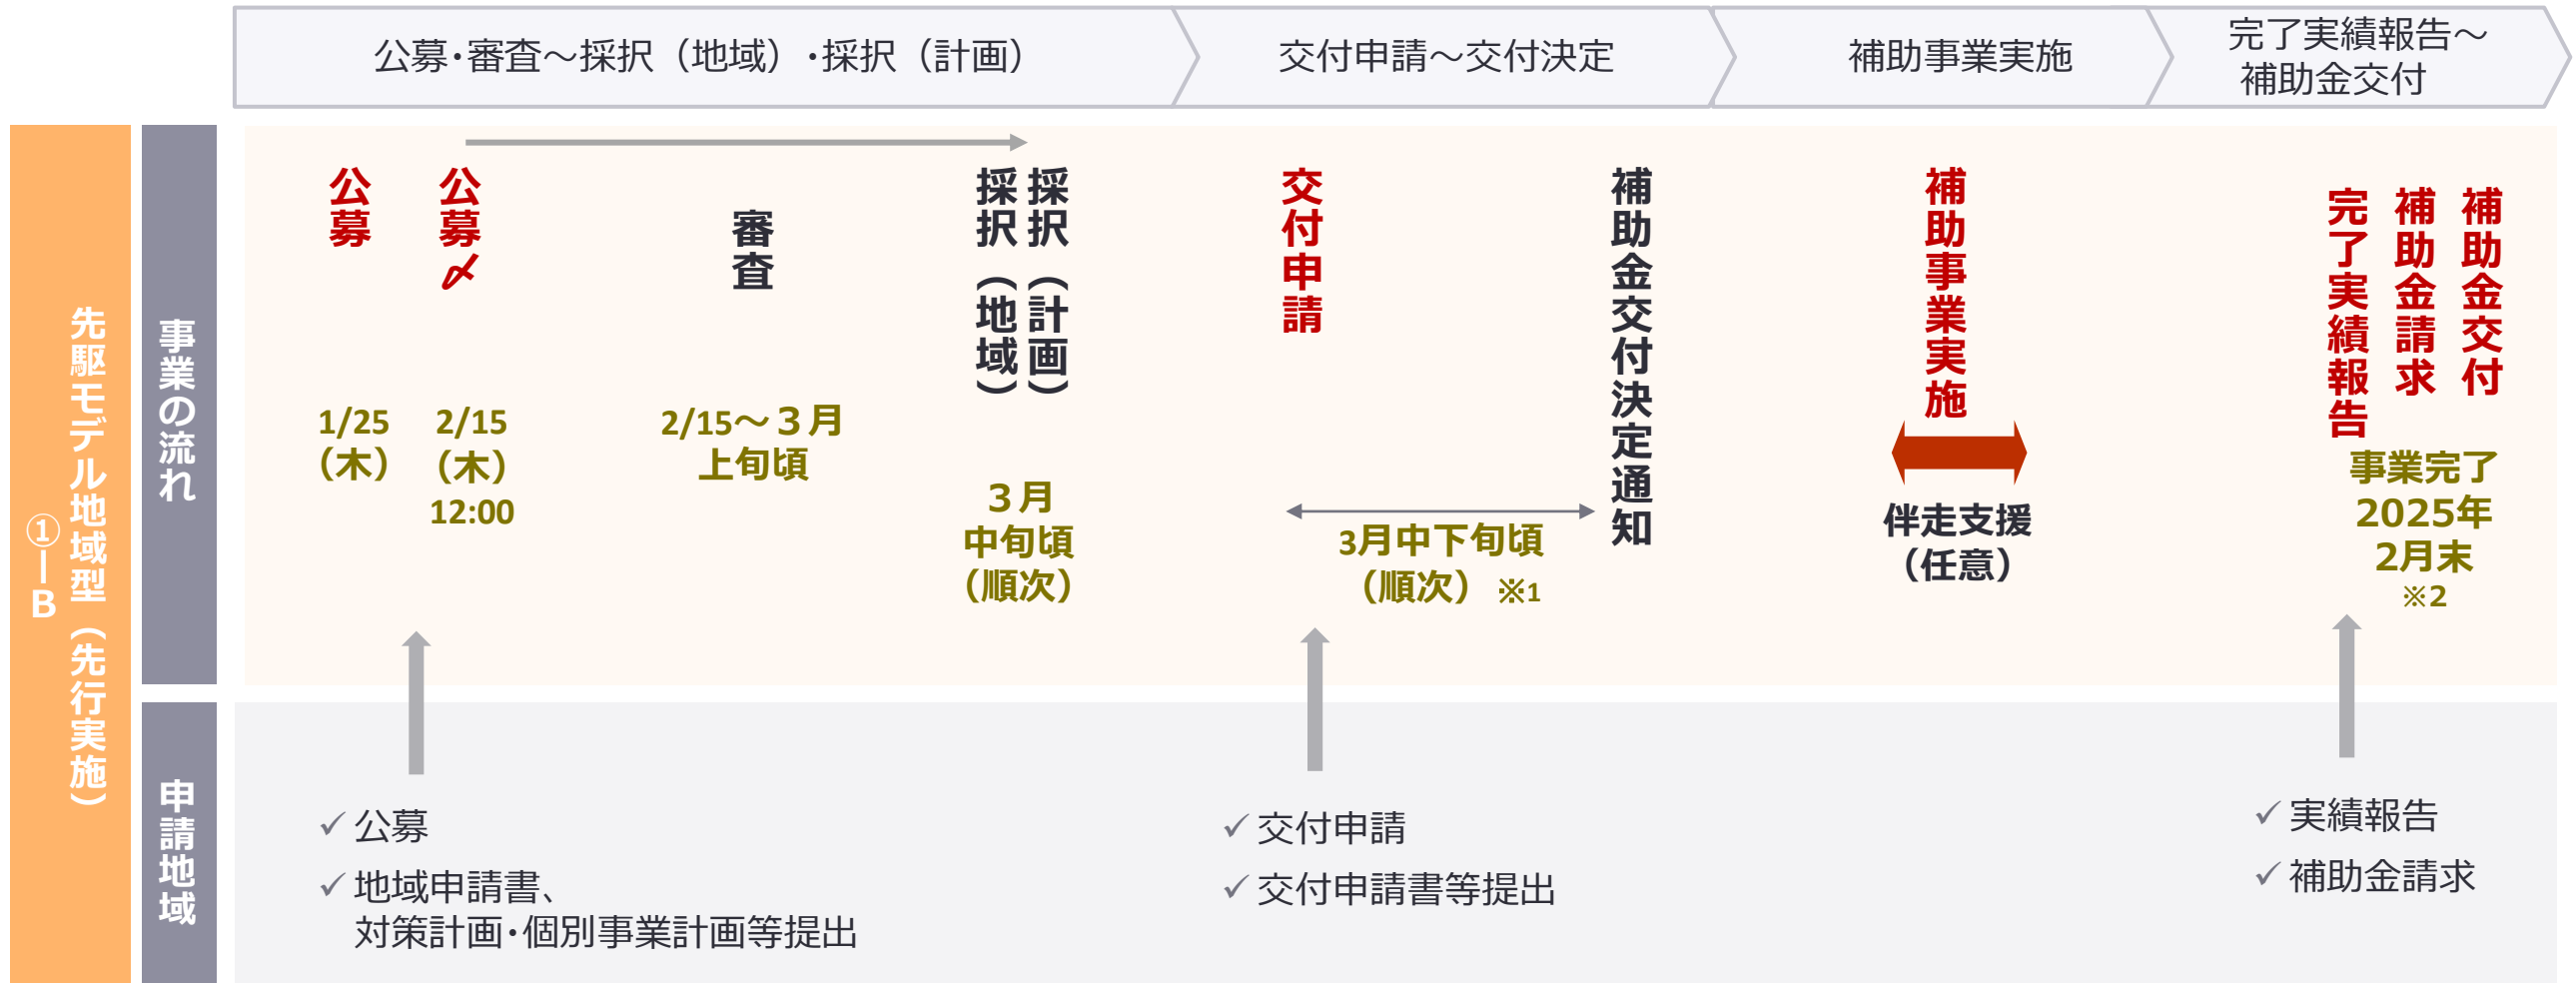 公募･審査～採択（地域）･採択（計画）
交付申請～交付決定
補助事業実施
完了実績報告～
補助金交付
先駆モデル地域型（先行実施）
①ーB
事業の流れ
公募
1/25
（木）
公募〆
2/15
（木）
12:00
審査
2/15～３月
上旬頃
採択（地域）
採択（計画）
３月
中旬頃
（順次）
交付申請
3月中下旬頃
（順次）※1
補助金交付決定通知
補助事業実施
伴走支援
（任意）
完了実績報告
補助金請求
補助金交付
事業完了
2025年
2月末
※2
申請地域
✓ 公募
✓ 地域申請書、
対策計画･個別事業計画等提出
✓ 交付申請
✓ 交付申請書等提出
✓ 実績報告
✓ 補助金請求